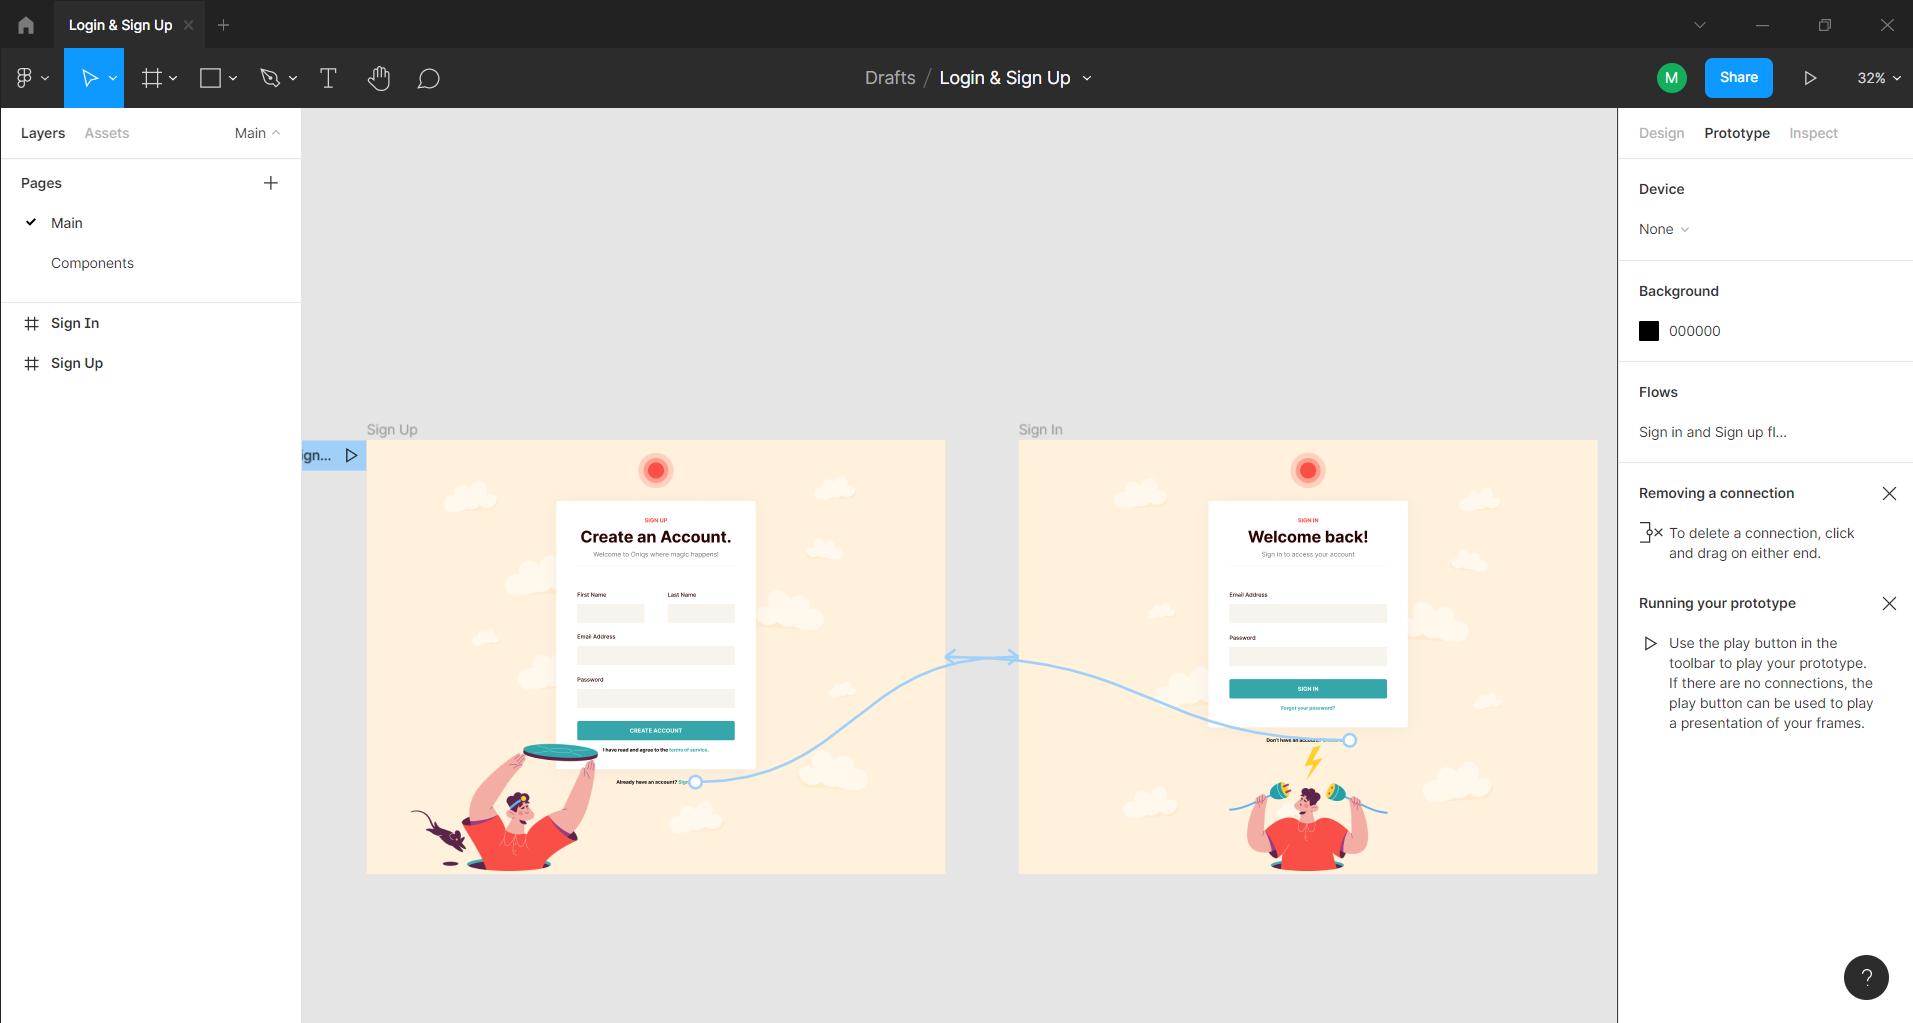 Login & Sign Up
Drafts / Login & Sign Up
M
Share
32%
Layers
Assets
Main
Pages
Main
Components
Sign In
Sign Up
Sign Up
ign...
SIGN UP
Create an Account.
Welcome to Oniqs where magic happens!
First Name
Last Name
Email Address
Password
CREATE ACCOUNT
I have read and agree to the terms of service.
Already have an account? Sign
Sign In
SIGN IN
Welcome back!
Sign in to access your account
Email Address
Password
SIGN IN
Forgot your password?
Don't have an account?
Design
Prototype
Inspect
Device
None
Background
000000
Flows
Sign in and Sign up fl...
Removing a connection
To delete a connection, click
and drag on either end.
Running your prototype
Use the play button in the
toolbar to play your prototype.
If there are no connections, the
play button can be used to play
a presentation of your frames.
?